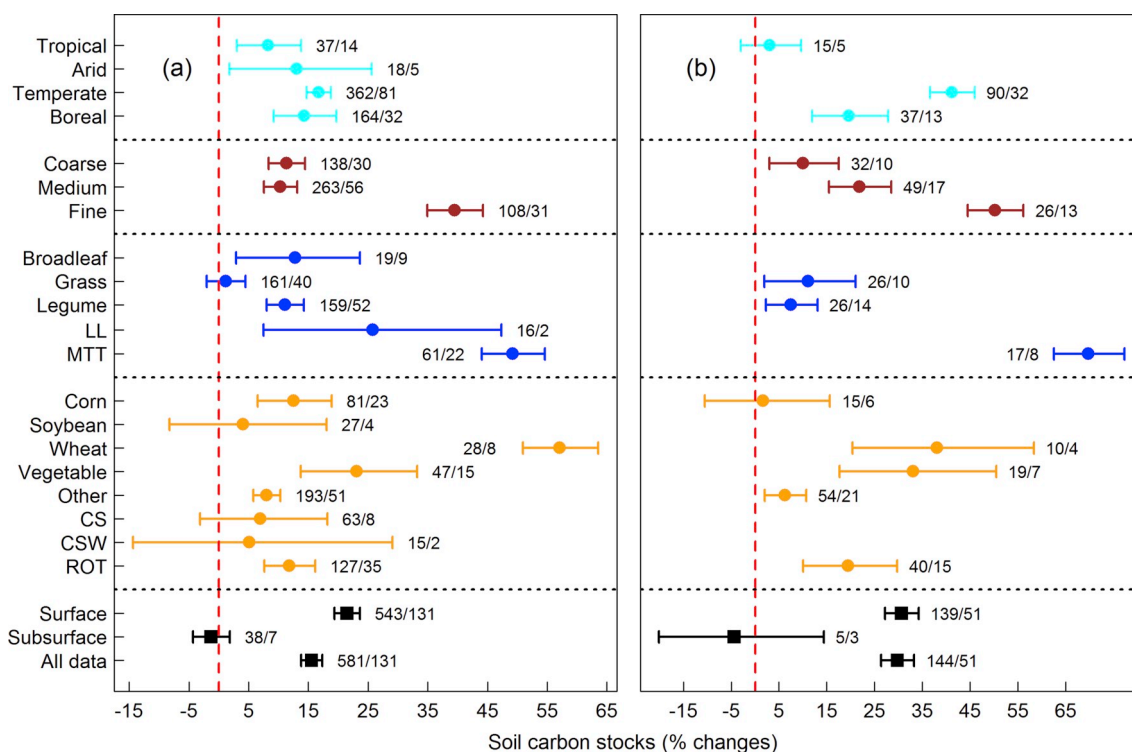 (a)
(b)
Tropical 37/14 15/5
Arid 18/5
Temperate 362/81 90/32
Boreal 164/32 37/13
Coarse 138/30 32/10
Medium 263/56 49/17
Fine 108/31 26/13
Broadleaf 19/9
Grass 161/40 26/10
Legume 159/52 26/14
LL 16/2
MTT 61/22 17/8
Corn 81/23 15/6
Soybean 27/4
Wheat 28/8 10/4
Vegetable 47/15 19/7
Other 193/51 54/21
CS 63/8
CSW 15/2
ROT 127/35 40/15
Surface 543/131 139/51
Subsurface 38/7 5/3
All data 581/131 144/51
-15 -5 5 15 25 35 45 55 65 -15 -5 5 15 25 35 45 55 65
Soil carbon stocks (% changes)